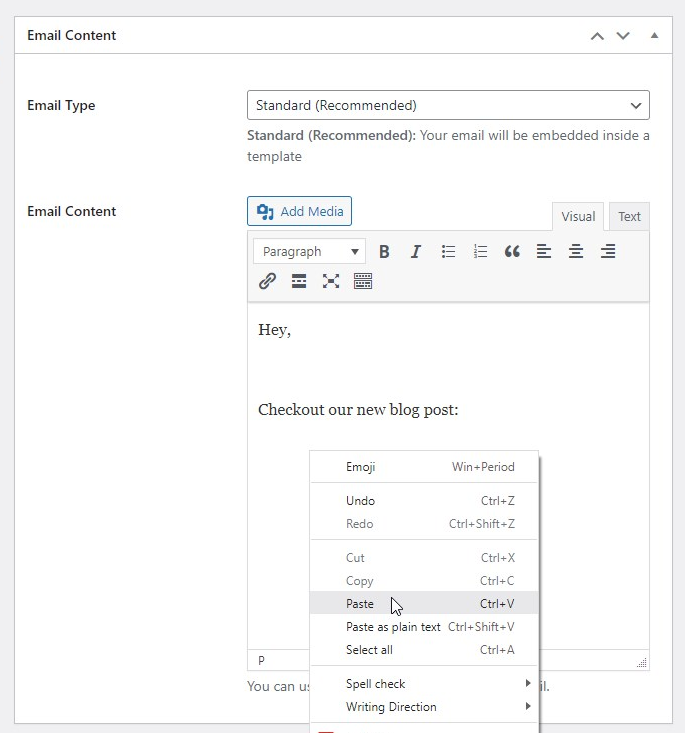 Email Content
Email Type
Standard (Recommended)
Standard (Recommended): Your email will be embedded inside a
template
Email Content
Add Media
Visual
Text
Paragraph
Hey,
Checkout our new blog post:
Emoji Win+Period
Undo Ctrl+Z
Redo Ctrl+Shift+Z
Cut Ctrl+X
Copy Ctrl+C
Paste Ctrl+V
Paste as plain text Ctrl+Shift+V
Select all Ctrl+A
Spell check
Writing Direction
P
You can